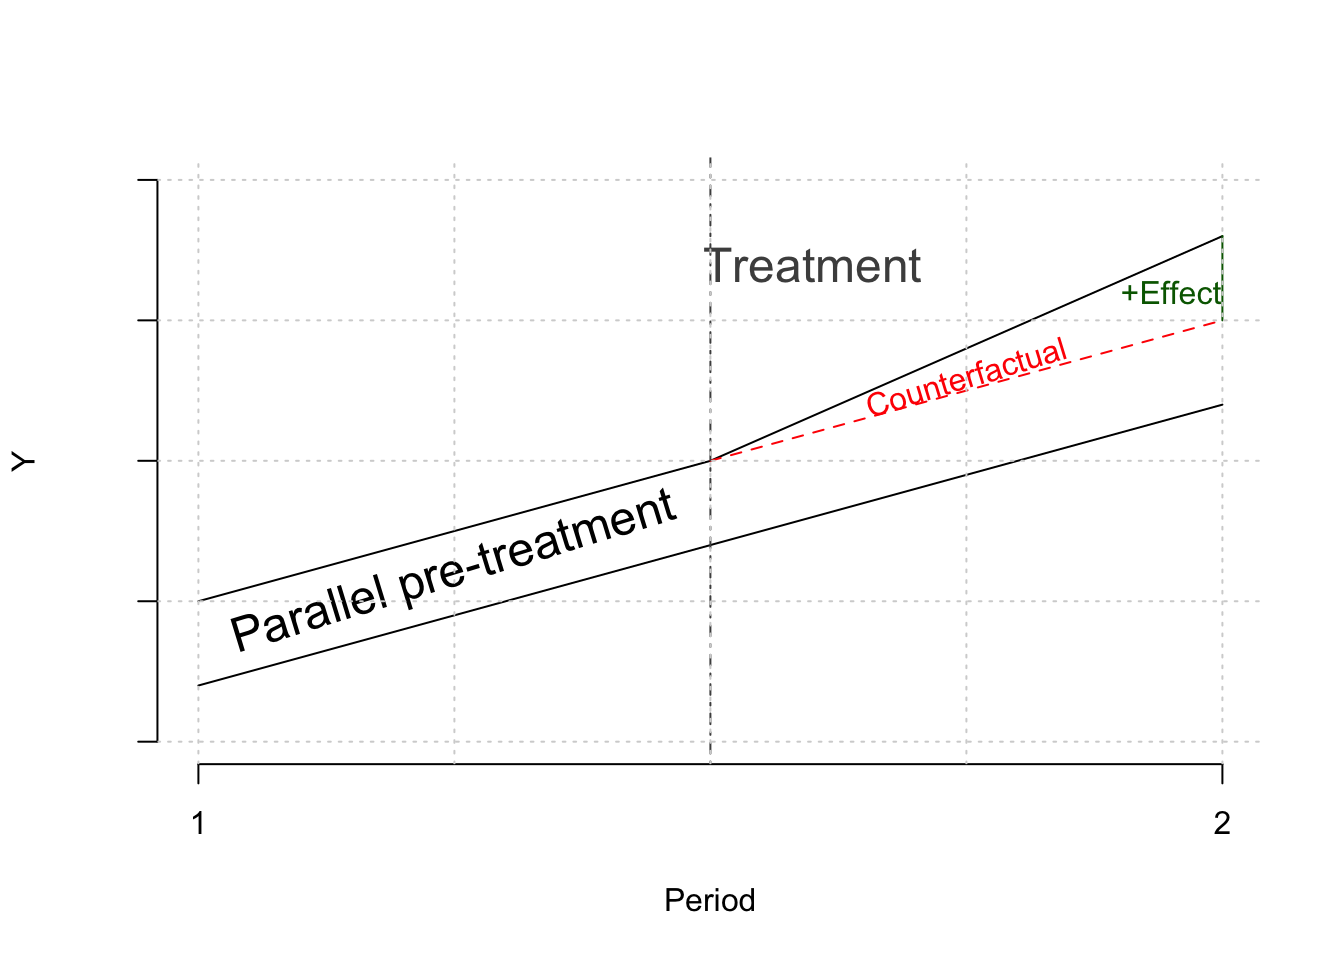 Treatment
+Effect
Counterfactual
Parallel pre-treatment
Y
1
2
Period